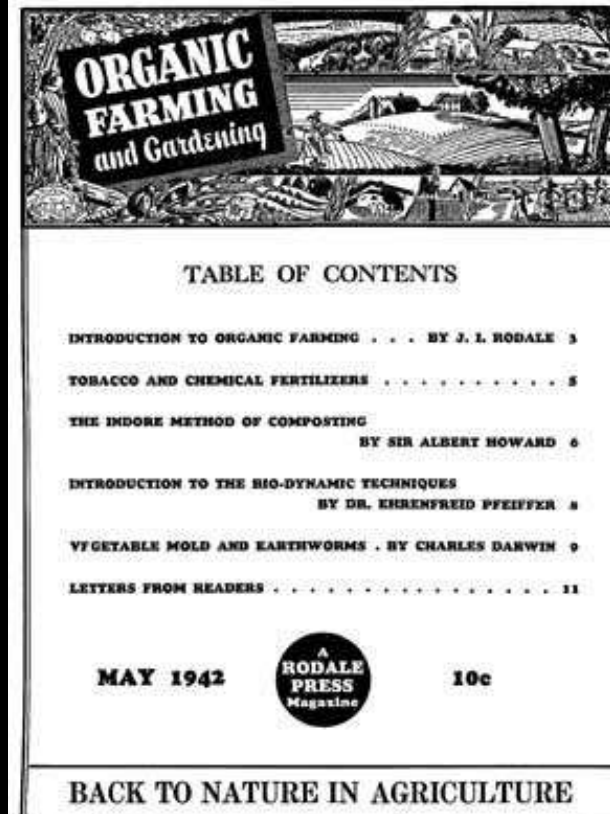 ORGANIC
FARMING
and Gardening
TABLE OF CONTENTS
INTRODUCTION TO ORGANIC FARMING . . . BY J. I. RODALE 3
TOBACCO AND CHEMICAL FERTILIZERS . . . . . . . . . . 5
THE INDORE METHOD OF COMPOSTING
BY SIR ALBERT HOWARD 6
INTRODUCTION TO THE BIO-DYNAMIC TECHNIQUES
BY DR. EHRENFREID PFEIFFER 8
VEGETABLE MOLD AND EARTHWORMS . BY CHARLES DARWIN 9
LETTERS FROM READERS . . . . . . . . . . . . . . . . 11
MAY 1942
A
RODALE
PRESS
Magazine
10c
BACK TO NATURE IN AGRICULTURE